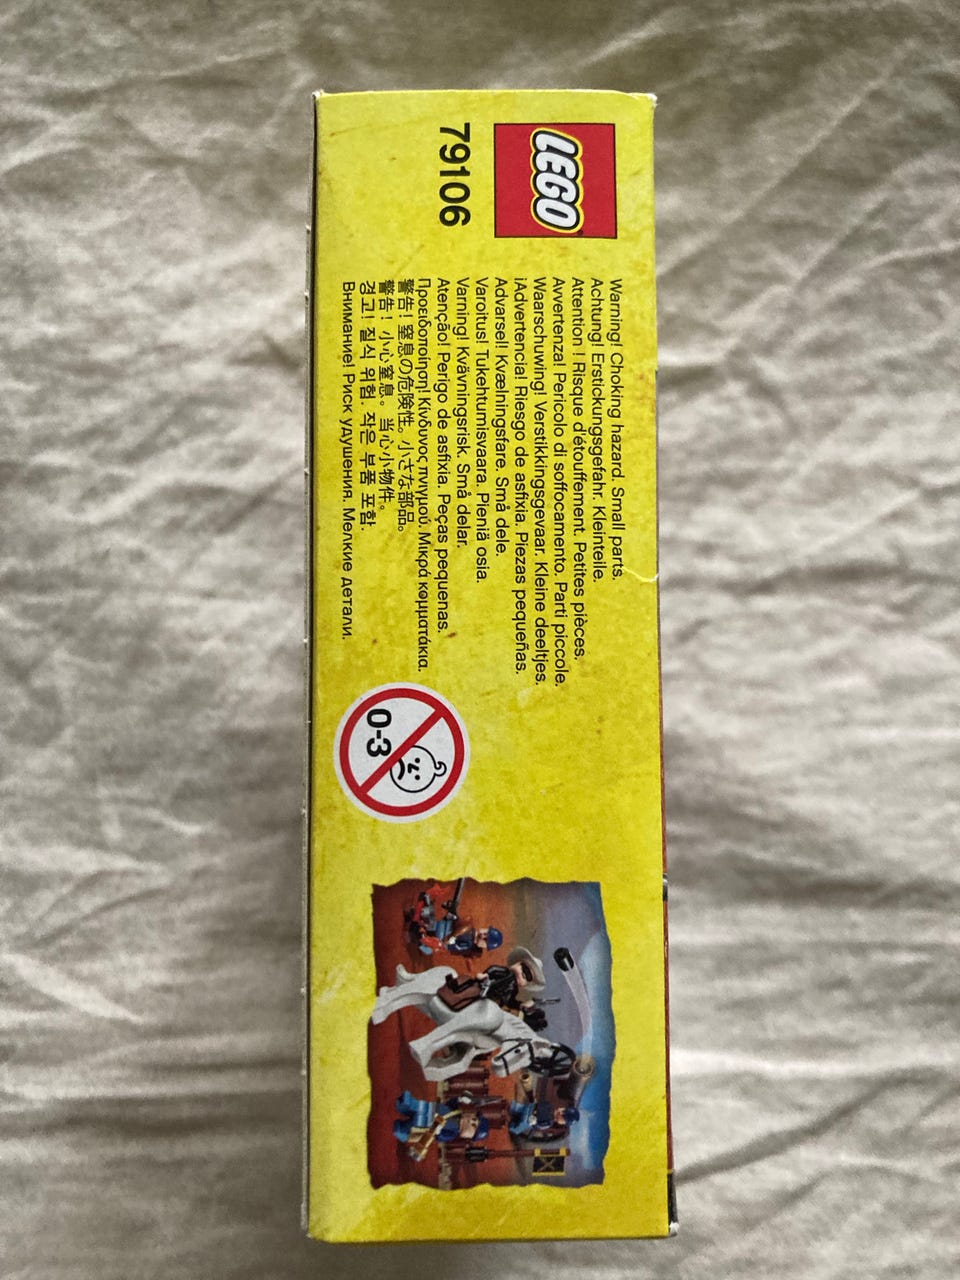 LEGO
79106
Warning! Choking hazard. Small parts.
Achtung! Erstickungsgefahr. Kleinteile.
Attention ! Risque d'étouffement. Petites pièces.
Avvertenza! Pericolo di soffocamento. Parti piccole.
Waarschuwing! Verstikkingsgevaar. Kleine deeltjes.
¡Advertencia! Riesgo de asfixia. Piezas pequeñas.
Advarsel! Kvælningsfare. Små dele.
Varoitus! Tukehtumisvaara. Pieniä osia.
Varning! Kvävningsrisk. Små delar.
Atenção! Perigo de asfixia. Peças pequenas.
Προειδοποίηση! Κίνδυνος πνιγμού. Μικρά κομματάκια.
警告! 窒息の危険性。小さな部品。
警告! 小心窒息。当心小物件。
경고! 질식 위험. 작은 부품 포함.
Внимание! Риск удушения. Мелкие детали.
0-3